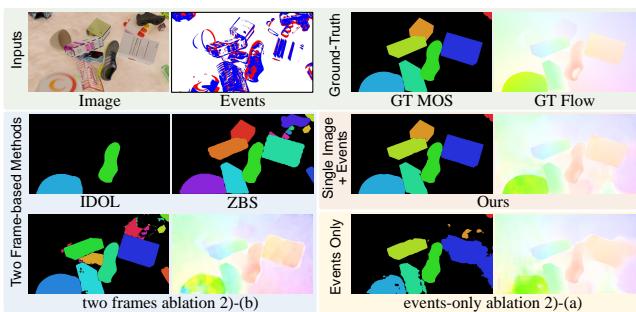 Inputs
Image
Events
Ground-Truth
GT MOS
GT Flow
Two Frame-based Methods
IDOL
ZBS
Single Image
+ Events
Ours
two frames ablation 2)-(b)
Events Only
events-only ablation 2)-(a)